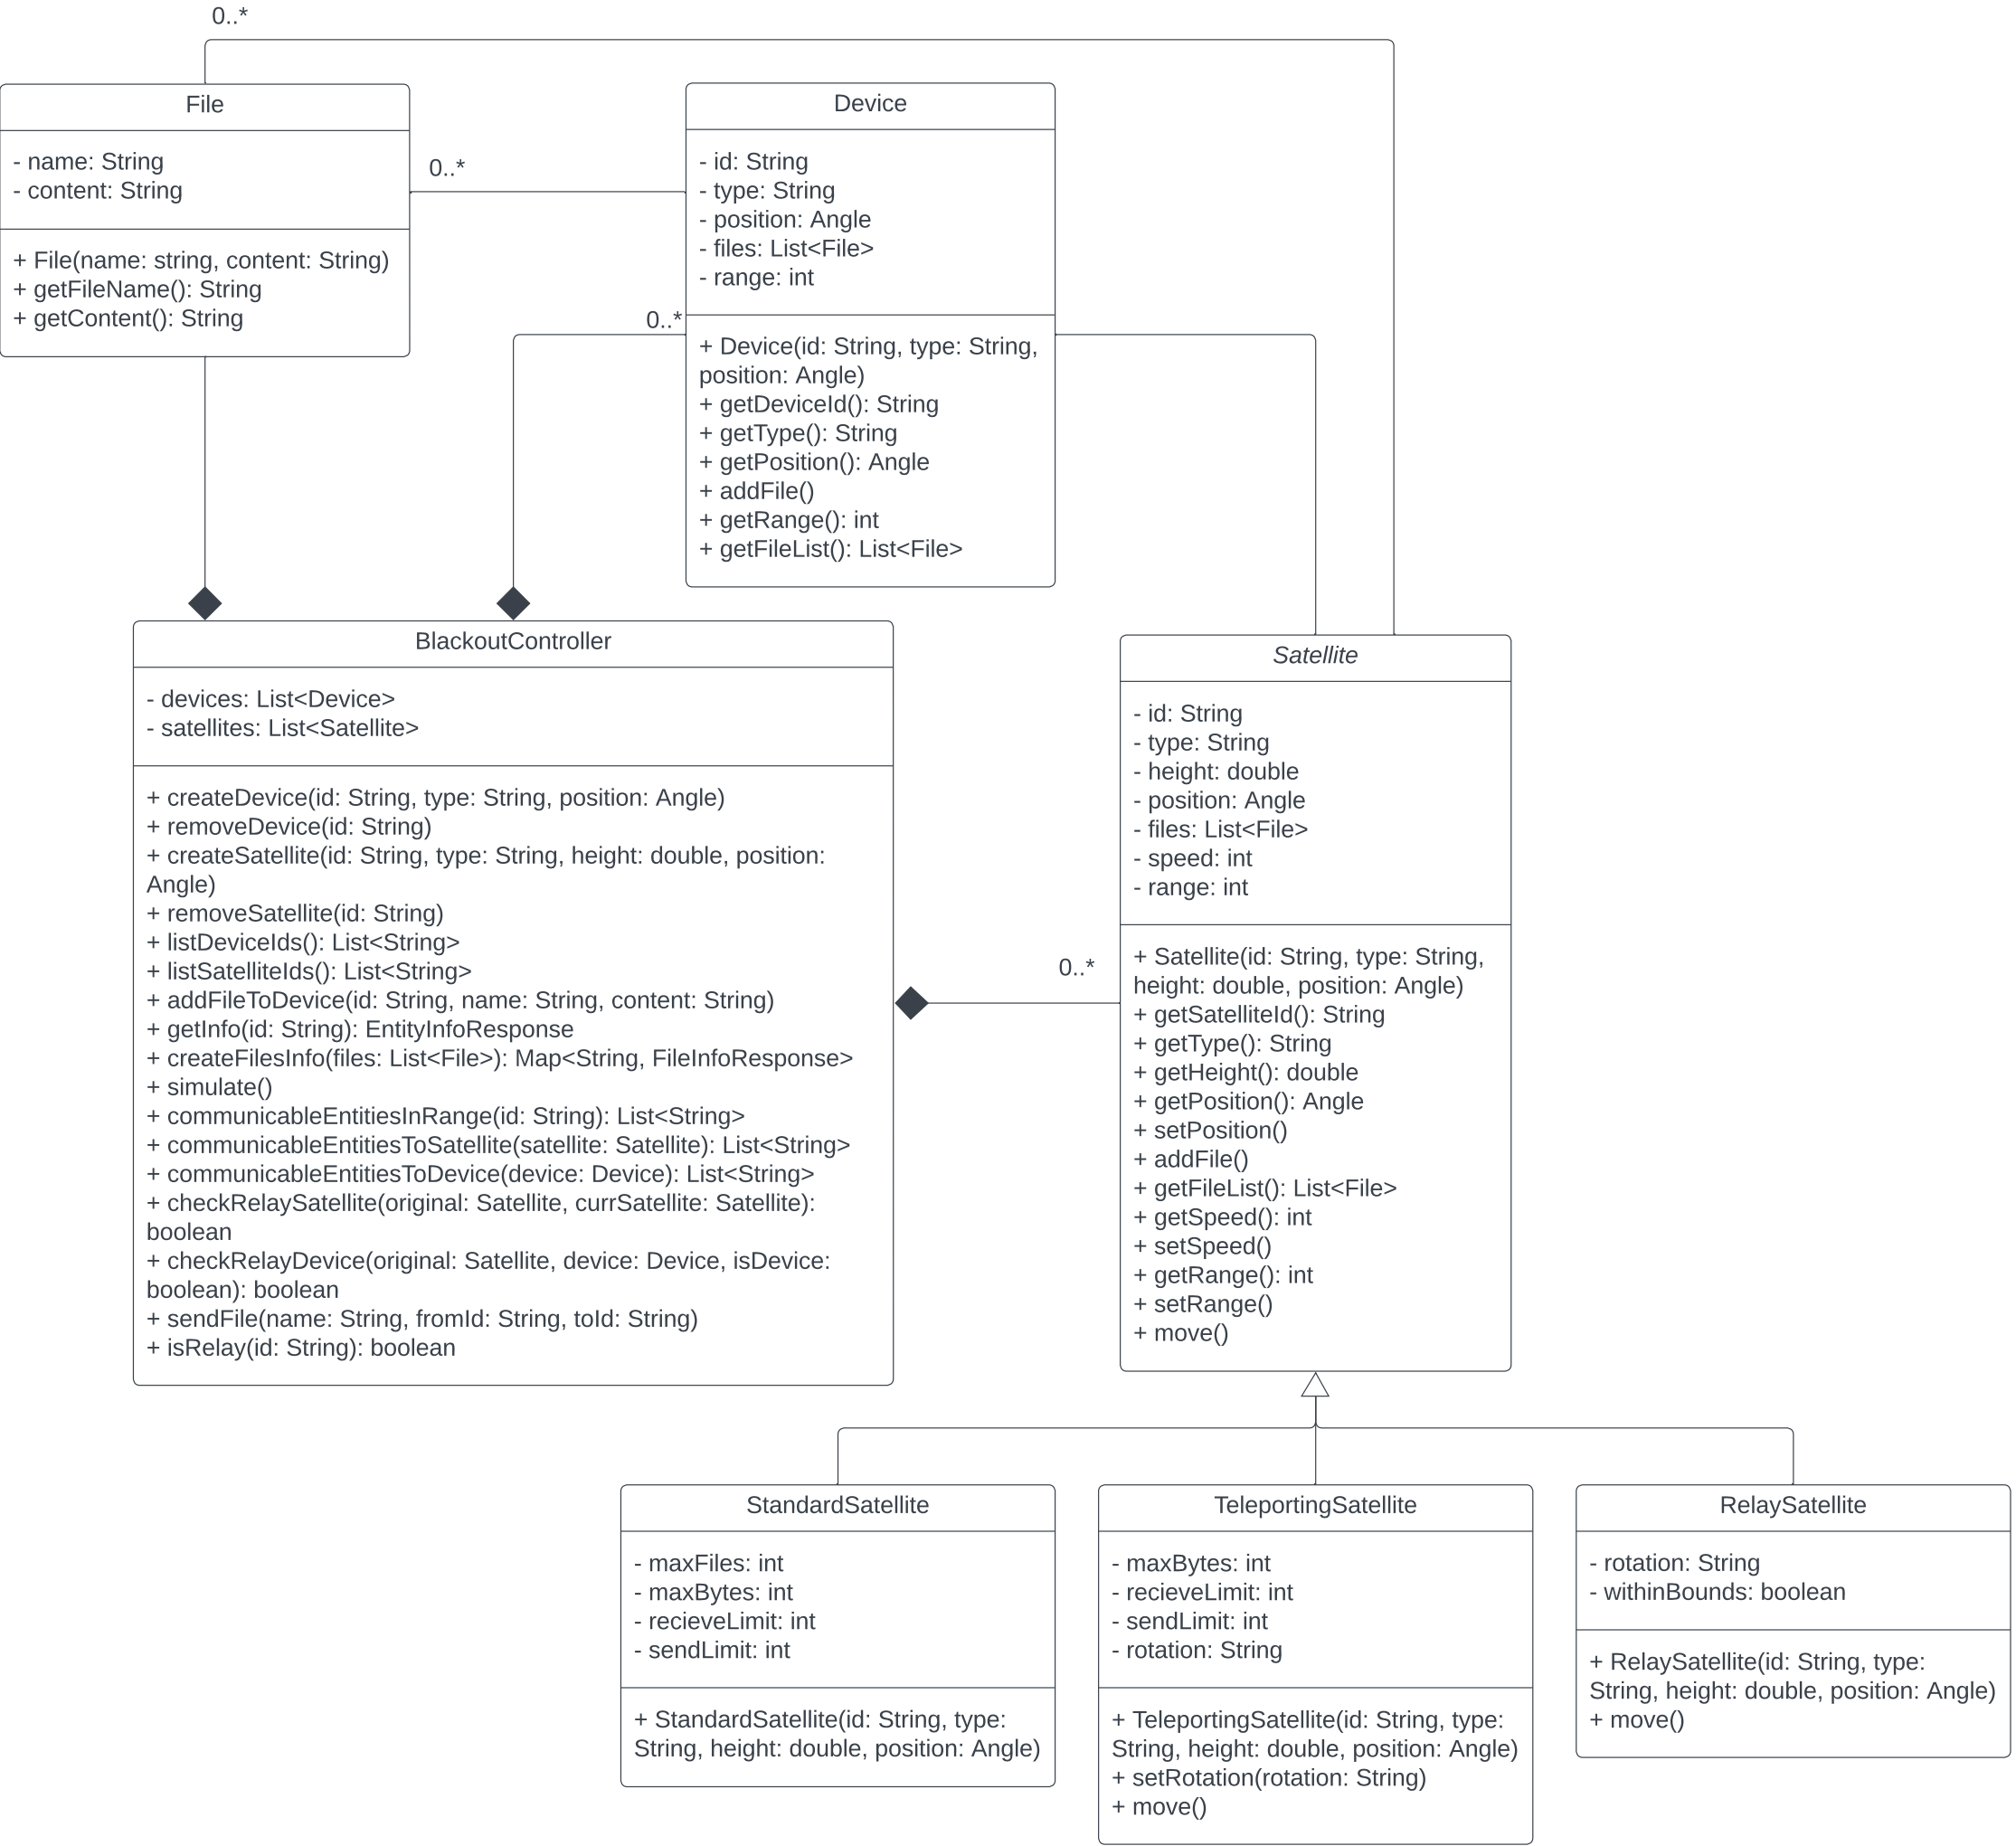 0..*
File
- name: String
- content: String
+ File(name: string, content: String)
+ getFileName(): String
+ getContent(): String
0..*
Device
- id: String
- type: String
- position: Angle
- files: List<File>
- range: int
+ Device(id: String, type: String,
position: Angle)
+ getDeviceId(): String
+ getType(): String
+ getPosition(): Angle
+ addFile()
+ getRange(): int
+ getFileList(): List<File>
0..*
BlackoutController
- devices: List<Device>
- satellites: List<Satellite>
+ createDevice(id: String, type: String, position: Angle)
+ removeDevice(id: String)
+ createSatellite(id: String, type: String, height: double, position:
Angle)
+ removeSatellite(id: String)
+ listDeviceIds(): List<String>
+ listSatelliteIds(): List<String>
+ addFileToDevice(id: String, name: String, content: String)
+ getInfo(id: String): EntityInfoResponse
+ createFilesInfo(files: List<File>): Map<String, FileInfoResponse>
+ simulate()
+ communicableEntitiesInRange(id: String): List<String>
+ communicableEntitiesToSatellite(satellite: Satellite): List<String>
+ communicableEntitiesToDevice(device: Device): List<String>
+ checkRelaySatellite(original: Satellite, currSatellite: Satellite):
boolean
+ checkRelayDevice(original: Satellite, device: Device, isDevice:
boolean): boolean
+ sendFile(name: String, fromId: String, toId: String)
+ isRelay(id: String): boolean
0..*
Satellite
- id: String
- type: String
- height: double
- position: Angle
- files: List<File>
- speed: int
- range: int
+ Satellite(id: String, type: String,
height: double, position: Angle)
+ getSatelliteId(): String
+ getType(): String
+ getHeight(): double
+ getPosition(): Angle
+ setPosition()
+ addFile()
+ getFileList(): List<File>
+ getSpeed(): int
+ setSpeed()
+ getRange(): int
+ setRange()
+ move()
StandardSatellite
- maxFiles: int
- maxBytes: int
- recieveLimit: int
- sendLimit: int
+ StandardSatellite(id: String, type:
String, height: double, position: Angle)
TeleportingSatellite
- maxBytes: int
- recieveLimit: int
- sendLimit: int
- rotation: String
+ TeleportingSatellite(id: String, type:
String, height: double, position: Angle)
+ setRotation(rotation: String)
+ move()
RelaySatellite
- rotation: String
- withinBounds: boolean
+ RelaySatellite(id: String, type:
String, height: double, position: Angle)
+ move()